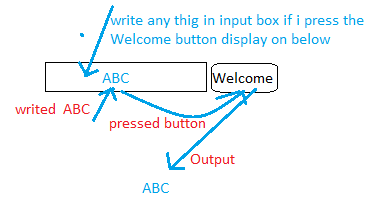 write any thig in input box if i press the
Welcome button display on below
ABC
Welcome
writed ABC
pressed button
Output
ABC